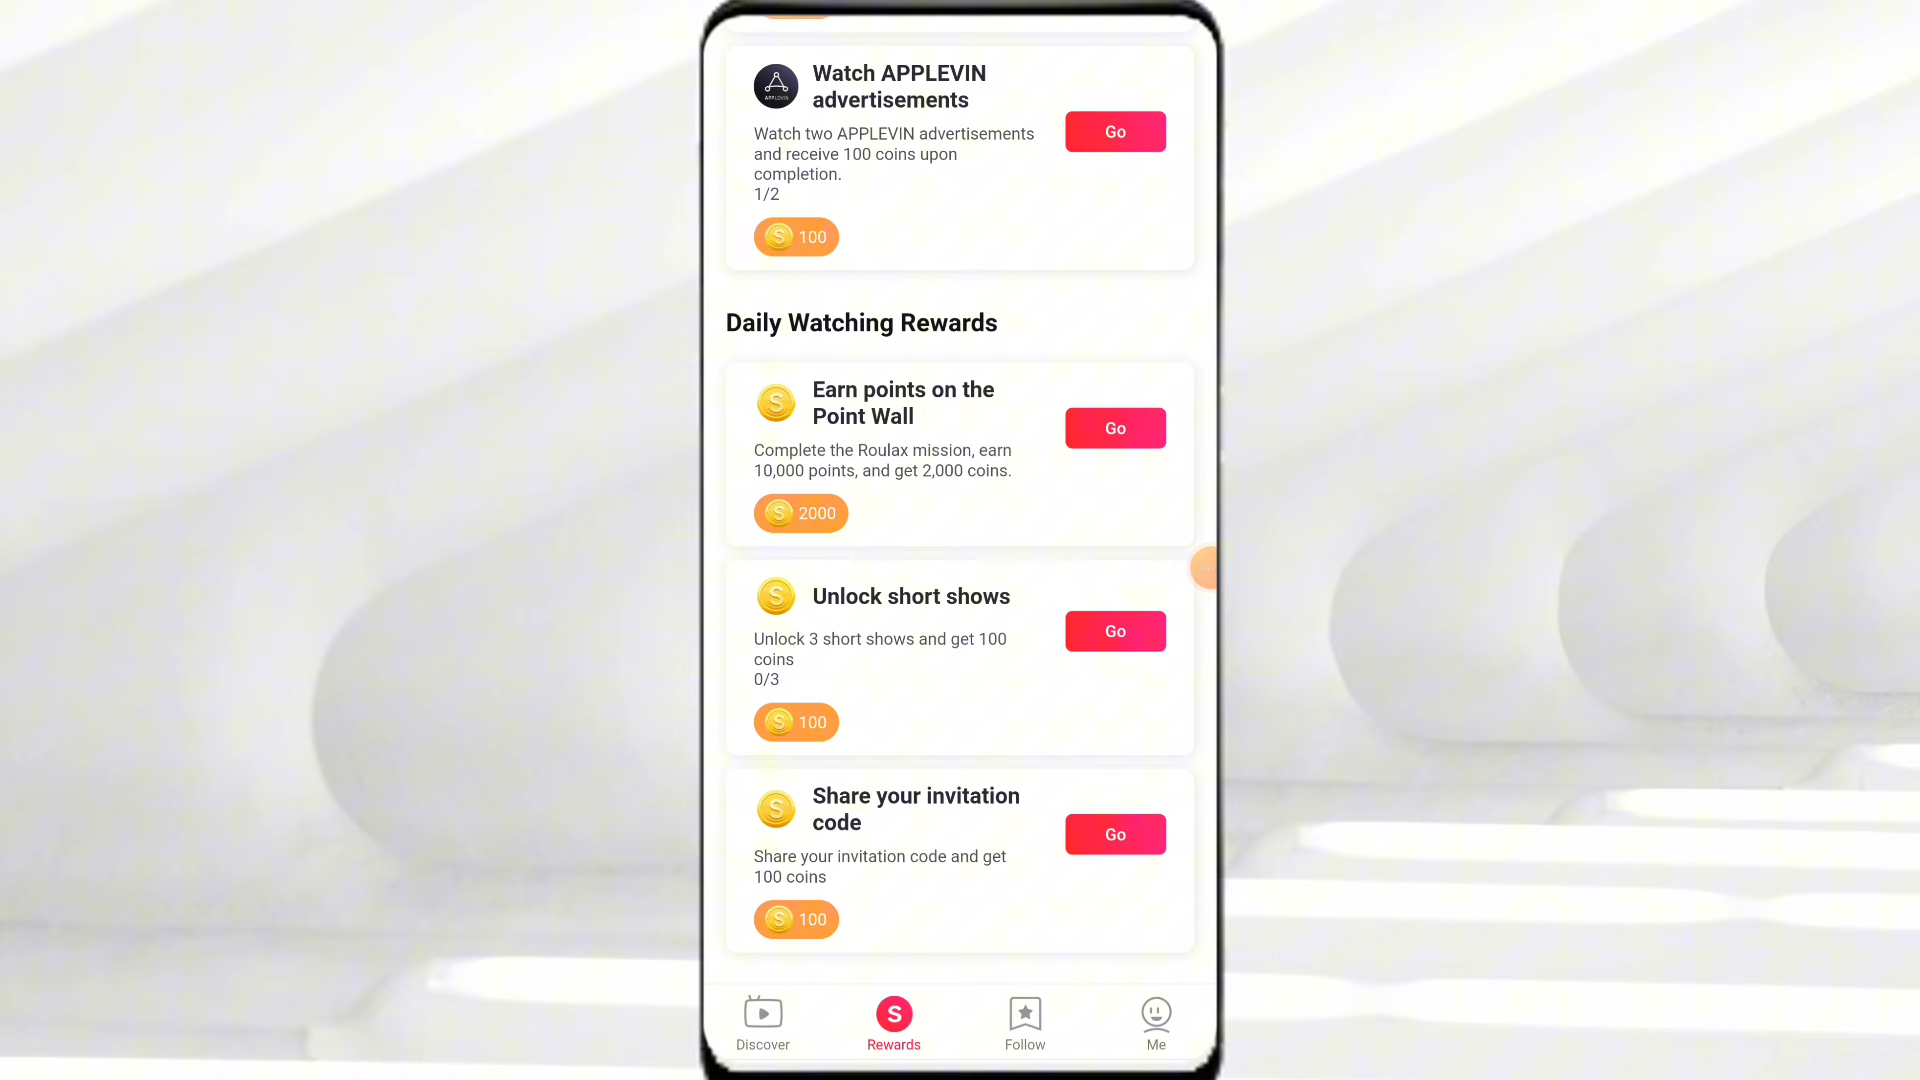 Watch APPLEVIN
advertisements
APPLOVIN
Watch two APPLEVIN advertisements
and receive 100 coins upon
completion.
1/2
Go
S 100
Daily Watching Rewards
S
Earn points on the
Point Wall
Complete the Roulax mission, earn
10,000 points, and get 2,000 coins.
Go
S 2000
S
Unlock short shows
Unlock 3 short shows and get 100
coins
0/3
Go
S 100
S
Share your invitation
code
Share your invitation code and get
100 coins
Go
S 100
S
Discover
Rewards
Follow
Me